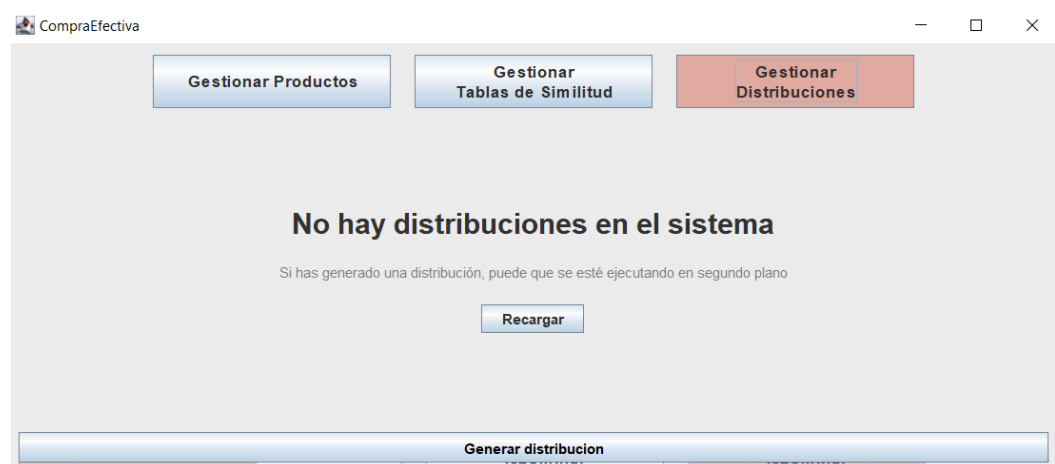 CompraEfectiva
Gestionar Productos
Gestionar
Tablas de Similitud
Gestionar
Distribuciones
No hay distribuciones en el sistema
Si has generado una distribución, puede que se esté ejecutando en segundo plano
Recargar
Generar distribucion